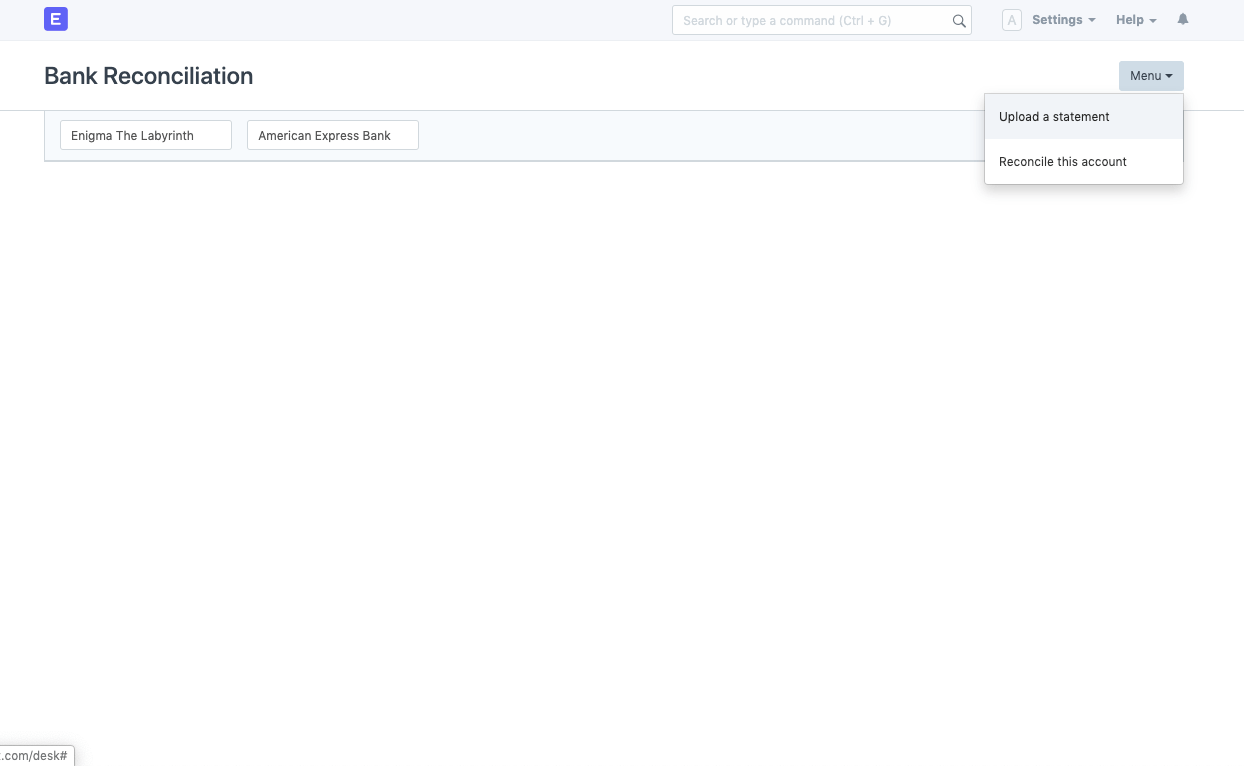 E
Search or type a command (Ctrl + G)
A
Settings
Help
Bank Reconciliation
Menu
Upload a statement
Enigma The Labyrinth
American Express Bank
Reconcile this account
.com/desk#